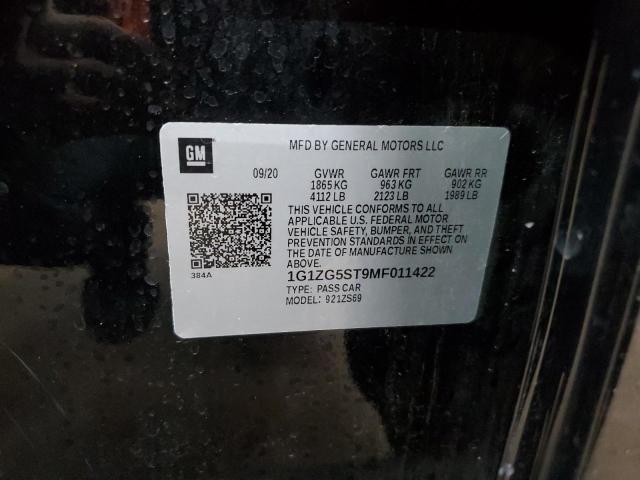 GM
MFD BY GENERAL MOTORS LLC
09/20 GVWR GAWR FRT GAWR RR
1865 KG 963 KG 902 KG
4112 LB 2123 LB 1989 LB
THIS VEHICLE CONFORMS TO ALL
APPLICABLE U.S. FEDERAL MOTOR
VEHICLE SAFETY, BUMPER, AND THEFT
PREVENTION STANDARDS IN EFFECT ON
THE DATE OF MANUFACTURE SHOWN
ABOVE.
384A
1G1ZG5ST9MF011422
TYPE: PASS CAR
MODEL: 921ZS69